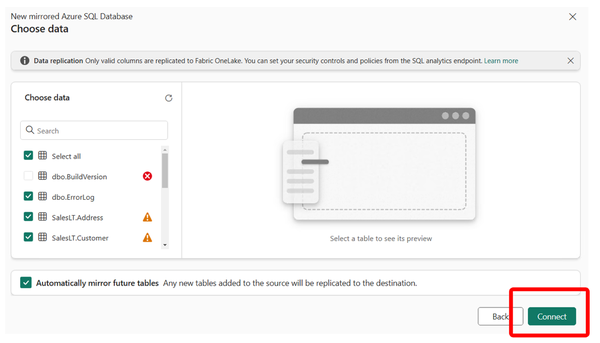 New mirrored Azure SQL Database
Choose data
Data replication Only valid columns are replicated to Fabric OneLake. You can set your security controls and policies from the SQL analytics endpoint. Learn more
Choose data
Search
Select all
dbo.BuildVersion
dbo.ErrorLog
SalesLT.Address
SalesLT.Customer
Select a table to see its preview
Automatically mirror future tables Any new tables added to the source will be replicated to the destination.
Back
Connect